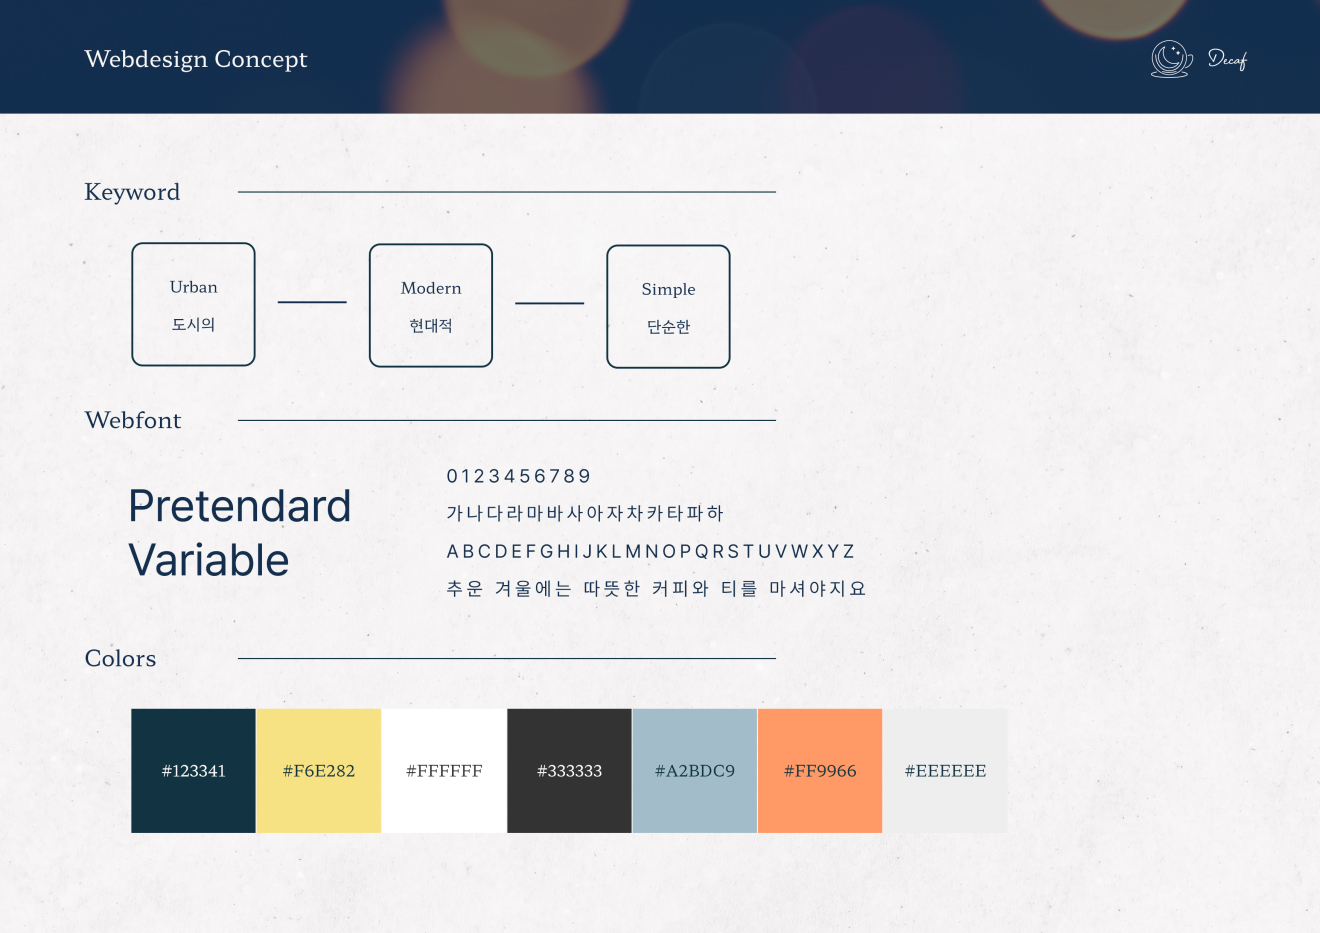 Webdesign Concept
Decaf
Keyword
Urban
도시의
Modern
현대적
Simple
단순한
Webfont
Pretendard
Variable
0123456789
가나다라마바사아자차카타파하
ABCDEFGHIJKLMNOPQRSTUVWXYZ
추운 겨울에는 따뜻한 커피와 티를 마셔야지요
Colors
#123341
#F6E282
#FFFFFF
#333333
#A2BDC9
#FF9966
#EEEEEE